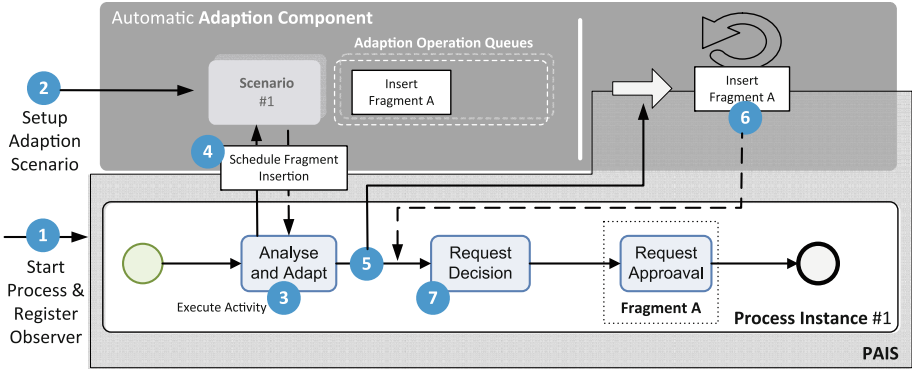 Automatic Adaption Component
Adaption Operation Queues
Scenario
#1
Insert
Fragment A
Insert
Fragment A
6
2
Setup
Adaption
Scenario
4
Schedule Fragment
Insertion
1
Start
Process &
Register
Observer
Analyse
and Adapt
3
Execute Activity
5
Request
Decision
7
Request
Approaval
Fragment A
Process Instance #1
PAIS